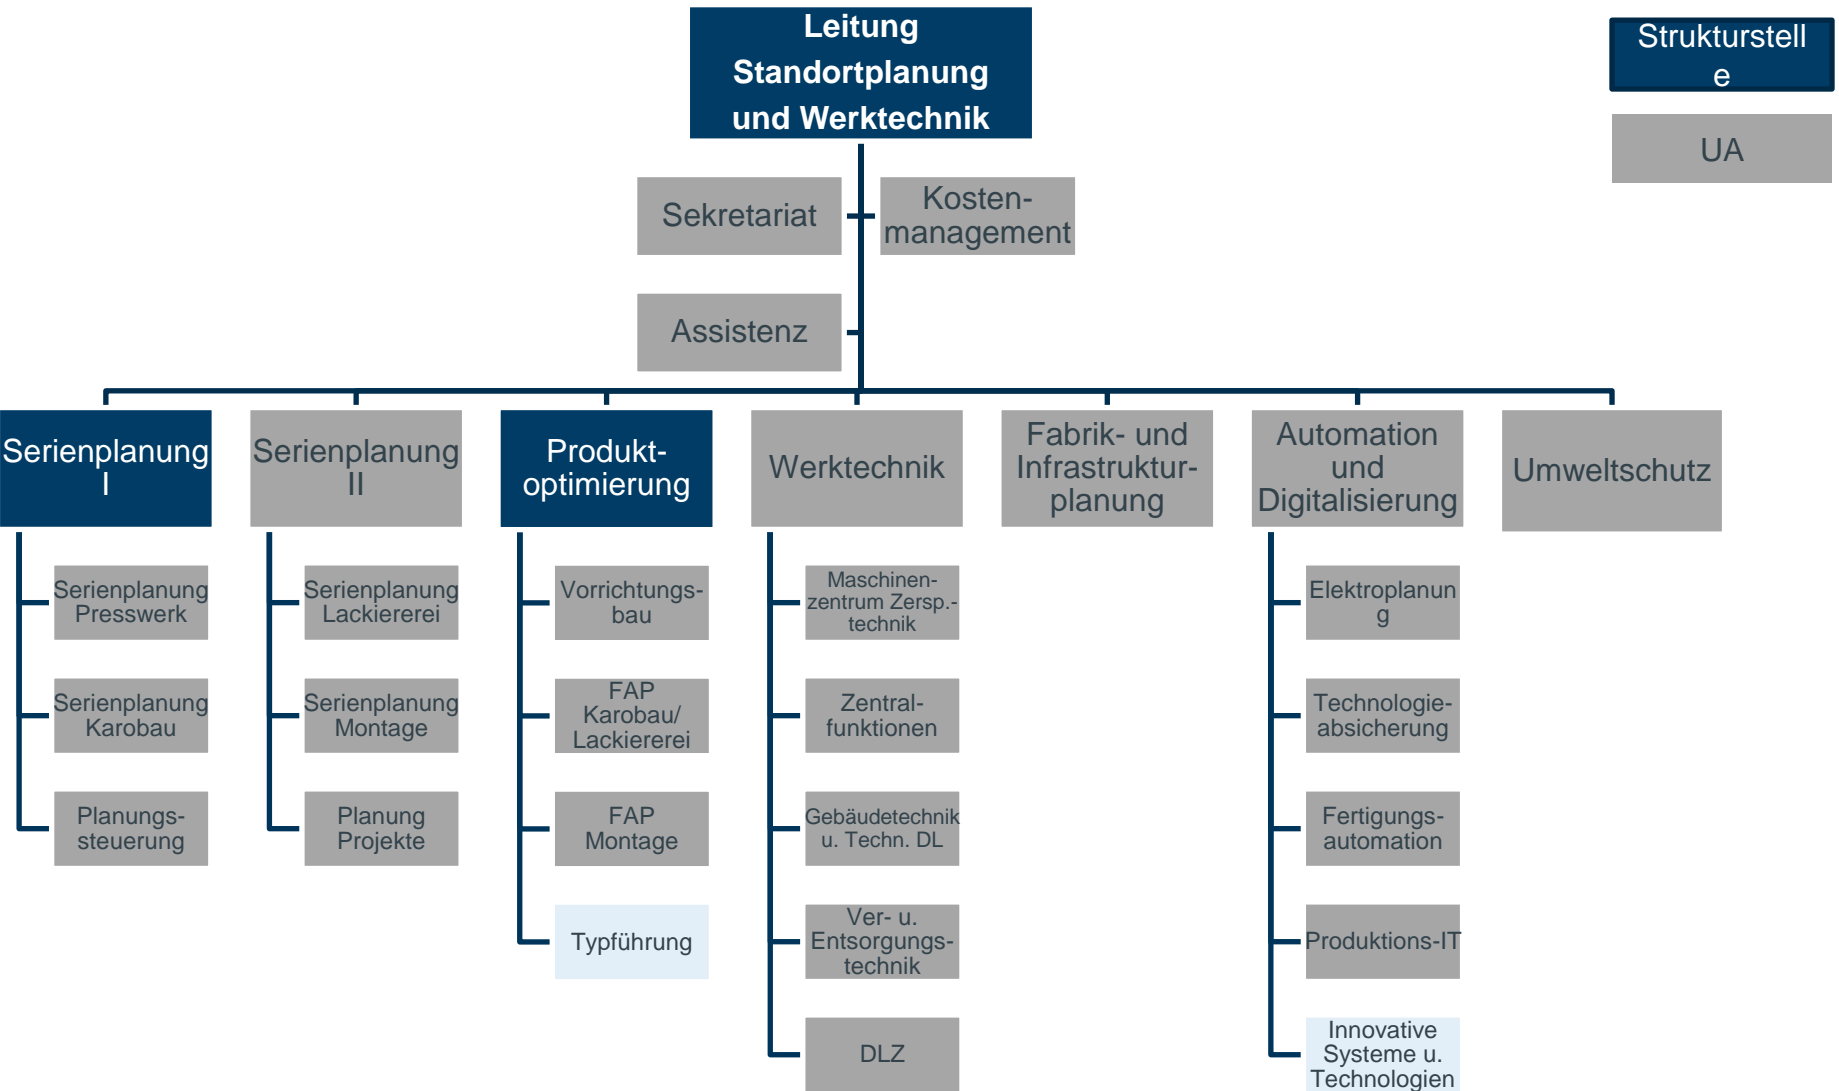 Leitung
Standortplanung
und Werktechnik
Strukturstell
e
UA
Sekretariat
Kosten-
management
Assistenz
Serienplanung
I
Serienplanung
II
Produkt-
optimierung
Werktechnik
Fabrik- und
Infrastruktur-
planung
Automation
und
Digitalisierung
Umweltschutz
Serienplanung
Presswerk
Serienplanung
Karobau
Planungs-
steuerung
Serienplanung
Lackiererei
Serienplanung
Montage
Planung
Projekte
Vorrichtungs-
bau
FAP
Karobau/
Lackiererei
FAP
Montage
Typführung
Maschinen-
zentrum Zersp.-
technik
Zentral-
funktionen
Gebäudetechnik
u. Techn. DL
Ver- u.
Entsorgungs-
technik
DLZ
Elektroplanun
g
Technologie-
absicherung
Fertigungs-
automation
Produktions-IT
Innovative
Systeme u.
Technologien